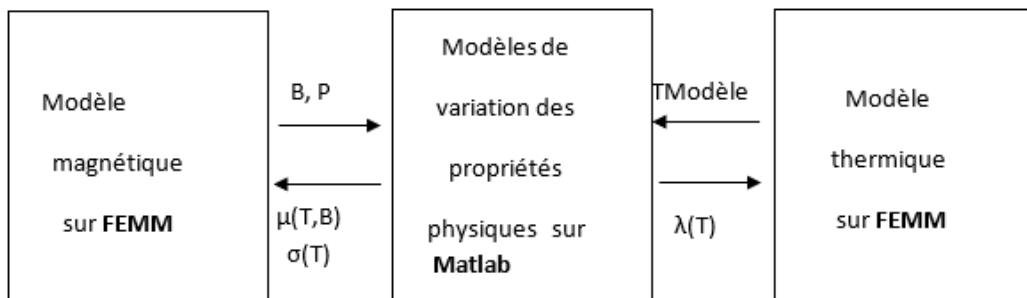 Modèle
magnétique
sur FEMM
B, P
μ(T,B)
σ(T)
Modèles de
variation des
propriétés
physiques sur
Matlab
TModèle
λ(T)
Modèle
thermique
sur FEMM